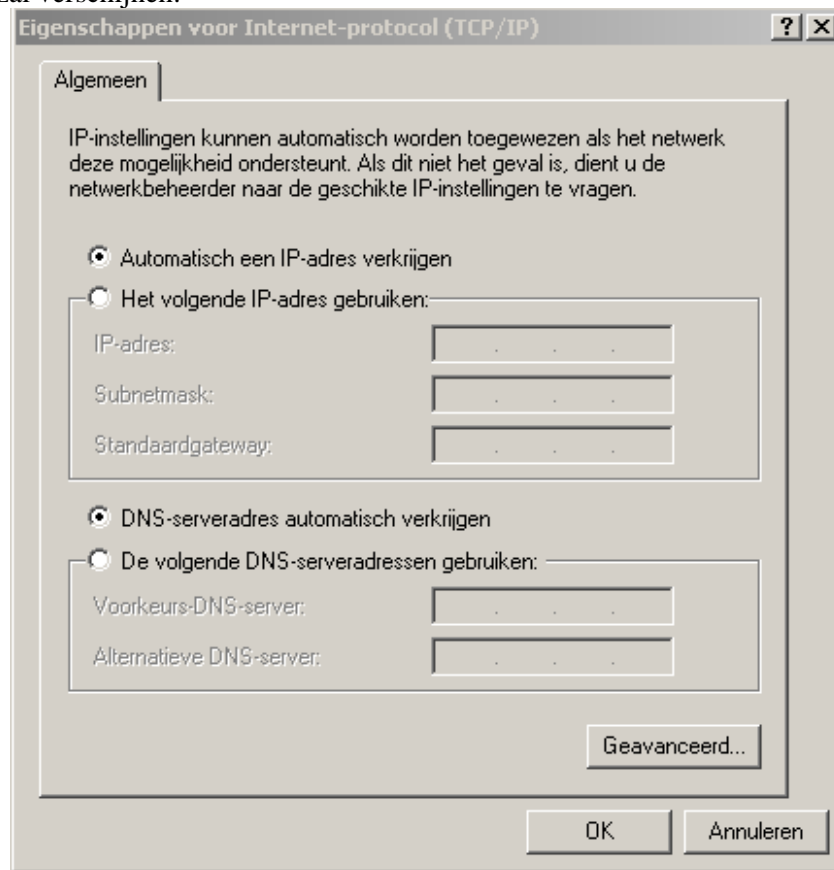 zal verschijnen:
Eigenschappen voor Internet-protocol (TCP/IP)
Algemeen
IP-instellingen kunnen automatisch worden toegewezen als het netwerk
deze mogelijkheid ondersteunt. Als dit niet het geval is, dient u de
netwerkbeheerder naar de geschikte IP-instellingen te vragen.
Automatisch een IP-adres verkrijgen
Het volgende IP-adres gebruiken:
IP-adres:
Subnetmask:
Standaardgateway:
DNS-serveradres automatisch verkrijgen
De volgende DNS-serveradressen gebruiken:
Voorkeurs-DNS-server:
Alternatieve DNS-server:
Geavanceerd...
OK Annuleren